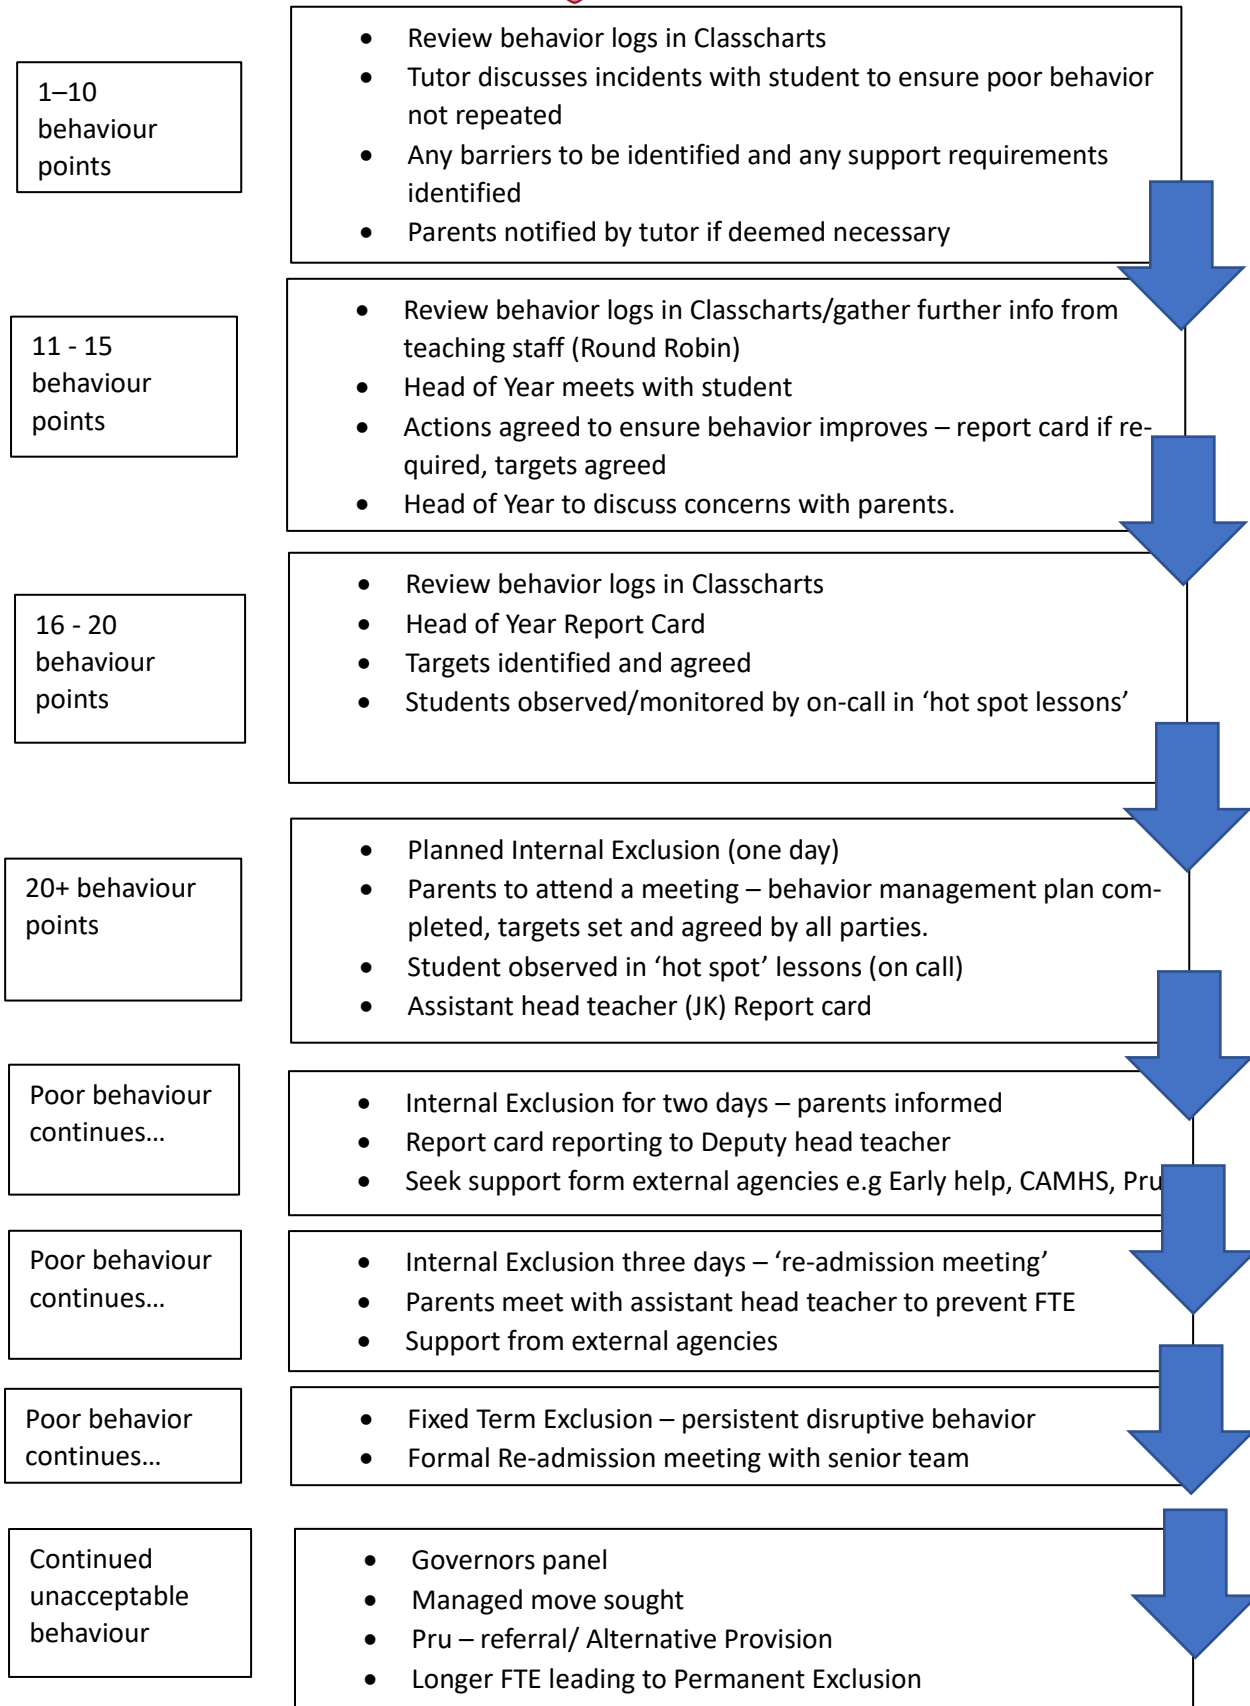 1–10
behaviour
points
• Review behavior logs in Classcharts
• Tutor discusses incidents with student to ensure poor behavior
not repeated
• Any barriers to be identified and any support requirements
identified
• Parents notified by tutor if deemed necessary
11 - 15
behaviour
points
• Review behavior logs in Classcharts/gather further info from
teaching staff (Round Robin)
• Head of Year meets with student
• Actions agreed to ensure behavior improves – report card if re-
quired, targets agreed
• Head of Year to discuss concerns with parents.
16 - 20
behaviour
points
• Review behavior logs in Classcharts
• Head of Year Report Card
• Targets identified and agreed
• Students observed/monitored by on-call in ‘hot spot lessons’
20+ behaviour
points
• Planned Internal Exclusion (one day)
• Parents to attend a meeting – behavior management plan com-
pleted, targets set and agreed by all parties.
• Student observed in ‘hot spot’ lessons (on call)
• Assistant head teacher (JK) Report card
Poor behaviour
continues…
• Internal Exclusion for two days – parents informed
• Report card reporting to Deputy head teacher
• Seek support form external agencies e.g Early help, CAMHS, Pru
Poor behaviour
continues…
• Internal Exclusion three days – ‘re-admission meeting’
• Parents meet with assistant head teacher to prevent FTE
• Support from external agencies
Poor behavior
continues…
• Fixed Term Exclusion – persistent disruptive behavior
• Formal Re-admission meeting with senior team
Continued
unacceptable
behaviour
• Governors panel
• Managed move sought
• Pru – referral/ Alternative Provision
• Longer FTE leading to Permanent Exclusion